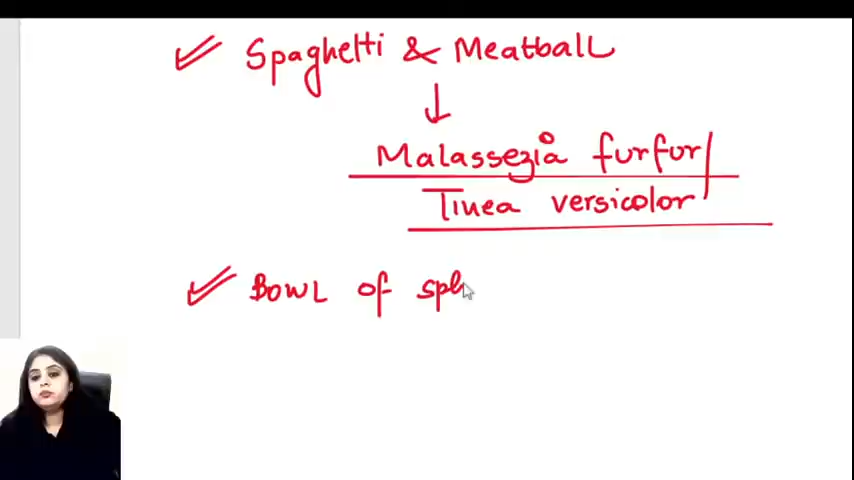 Spaghetti & Meatball
Malassezia furfur/
Tinea versicolor
Bowl of